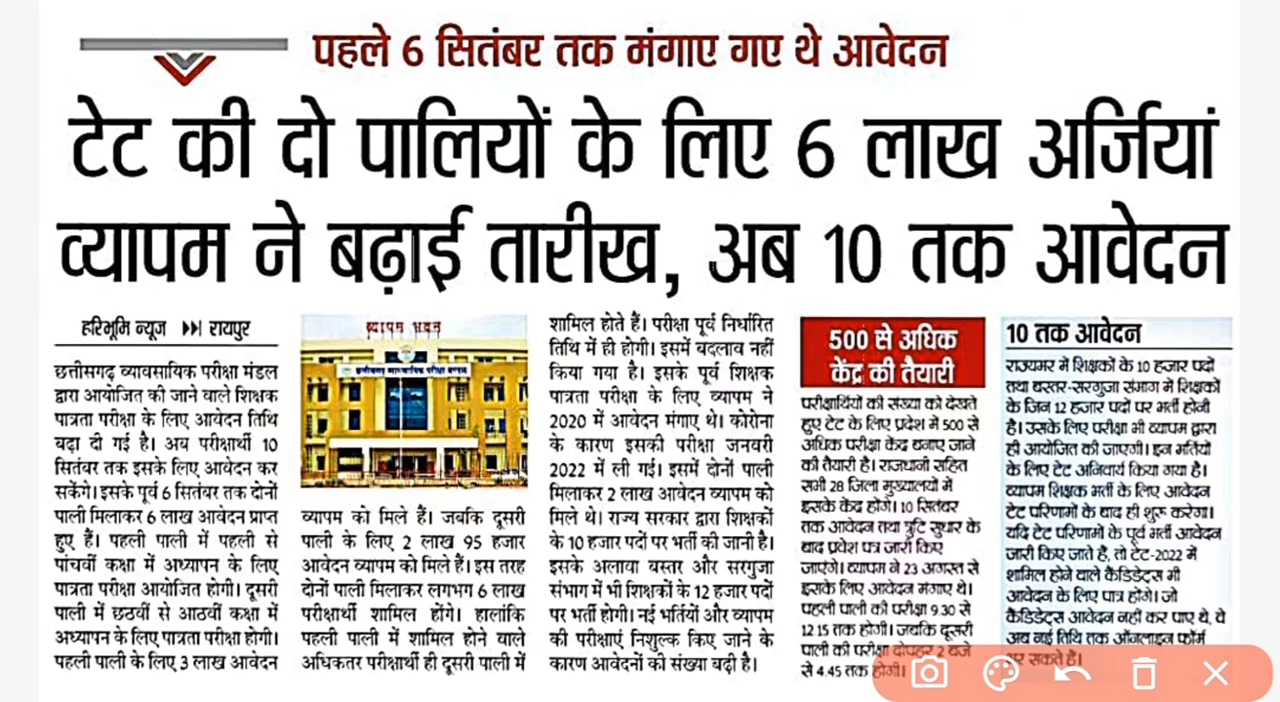 पहले 6 सितंबर तक मंगाए गए थे आवेदन
टेट की दो पालियों के लिए 6 लाख अर्जियां
व्यापम ने बढ़ाई तारीख, अब 10 तक आवेदन
हरिभूमि न्यूज रायपुर
छत्तीसगढ़ व्यावसायिक परीक्षा मंडल
द्वारा आयोजित की जाने वाले शिक्षक
पात्रता परीक्षा के लिए आवेदन तिथि
बढ़ा दी गई है। अब परीक्षार्थी 10
सितंबर तक इसके लिए आवेदन कर
सकेंगे। इसके पूर्व 6 सितंबर तक दोनों
पाली मिलाकर 6 लाख आवेदन प्राप्त
हुए हैं। पहली पाली में पहली से
पांचवीं कक्षा में अध्यापन के लिए
पात्रता परीक्षा आयोजित होगी। दूसरी
पाली में छठवीं से आठवीं कक्षा में
अध्यापन के लिए पात्रता परीक्षा होगी।
पहली पाली के लिए 3 लाख आवेदन
व्यापम भवन
छत्तीसगढ़ व्यावसायिक परीक्षा मण्डल
व्यापम को मिले हैं। जबकि दूसरी
पाली के लिए 2 लाख 95 हजार
आवेदन व्यापम को मिले हैं। इस तरह
दोनों पाली मिलाकर लगभग 6 लाख
परीक्षार्थी शामिल होंगे। हालांकि
पहली पाली में शामिल होने वाले
अधिकतर परीक्षार्थी ही दूसरी पाली में
शामिल होते हैं। परीक्षा पूर्व निर्धारित
तिथि में ही होगी। इसमें बदलाव नहीं
किया गया है। इसके पूर्व शिक्षक
पात्रता परीक्षा के लिए व्यापम ने
2020 में आवेदन मंगाए थे। कोरोना
के कारण इसकी परीक्षा जनवरी
2022 में ली गई। इसमें दोनों पाली
मिलाकर 2 लाख आवेदन व्यापम को
मिले थे। राज्य सरकार द्वारा शिक्षकों
के 10 हजार पदों पर भर्ती की जानी है।
इसके अलावा बस्तर और सरगुजा
संभाग में भी शिक्षकों के 12 हजार पदों
पर भर्ती होगी। नई भर्तियों और व्यापम
की परीक्षाएं निशुल्क किए जाने के
कारण आवेदनों की संख्या बढ़ी है।
500 से अधिक
केंद्र की तैयारी
परीक्षार्थियों की संख्या को देखते
हुए टेट के लिए प्रदेश में 500 से
अधिक परीक्षा केंद्र बनाए जाने
की तैयारी है। राजधानी सहित
सभी 28 जिला मुख्यालयों में
इसके केंद्र होंगे। 10 सितंबर
तक आवेदन तथा त्रुटि सुधार के
बाद प्रवेश पत्र जारी किए
जाएंगे। व्यापम ने 23 अगस्त से
इसके लिए आवेदन मंगाए थे।
पहली पाली की परीक्षा 9.30 से
12.15 तक होगी। जबकि दूसरी
पाली की परीक्षा दोपहर 2 बजे
से 4.45 तक होगी।
10 तक आवेदन
राज्यभर में शिक्षकों के 10 हजार पदों
तथा बस्तर-सरगुजा संभाग में शिक्षकों
के जिन 12 हजार पदों पर भर्ती होनी
है। उसके लिए परीक्षा भी व्यापम द्वारा
ही आयोजित की जाएगी। इन भर्तियों
के लिए टेट अनिवार्य किया गया है।
व्यापम शिक्षक भर्ती के लिए आवेदन
टेट परिणामों के बाद ही शुरू करेगा।
यदि टेट परिणामों के पूर्व भर्ती आवेदन
जारी किए जाते हैं, तो टेट-2022 में
शामिल होने वाले कैंडिडेट्स भी
आवेदन के लिए पात्र होंगे। जो
कैंडिडेट्स आवेदन नहीं कर पाए थे, वे
अब नई तिथि तक ऑनलाइन फॉर्म
भर सकते हैं।